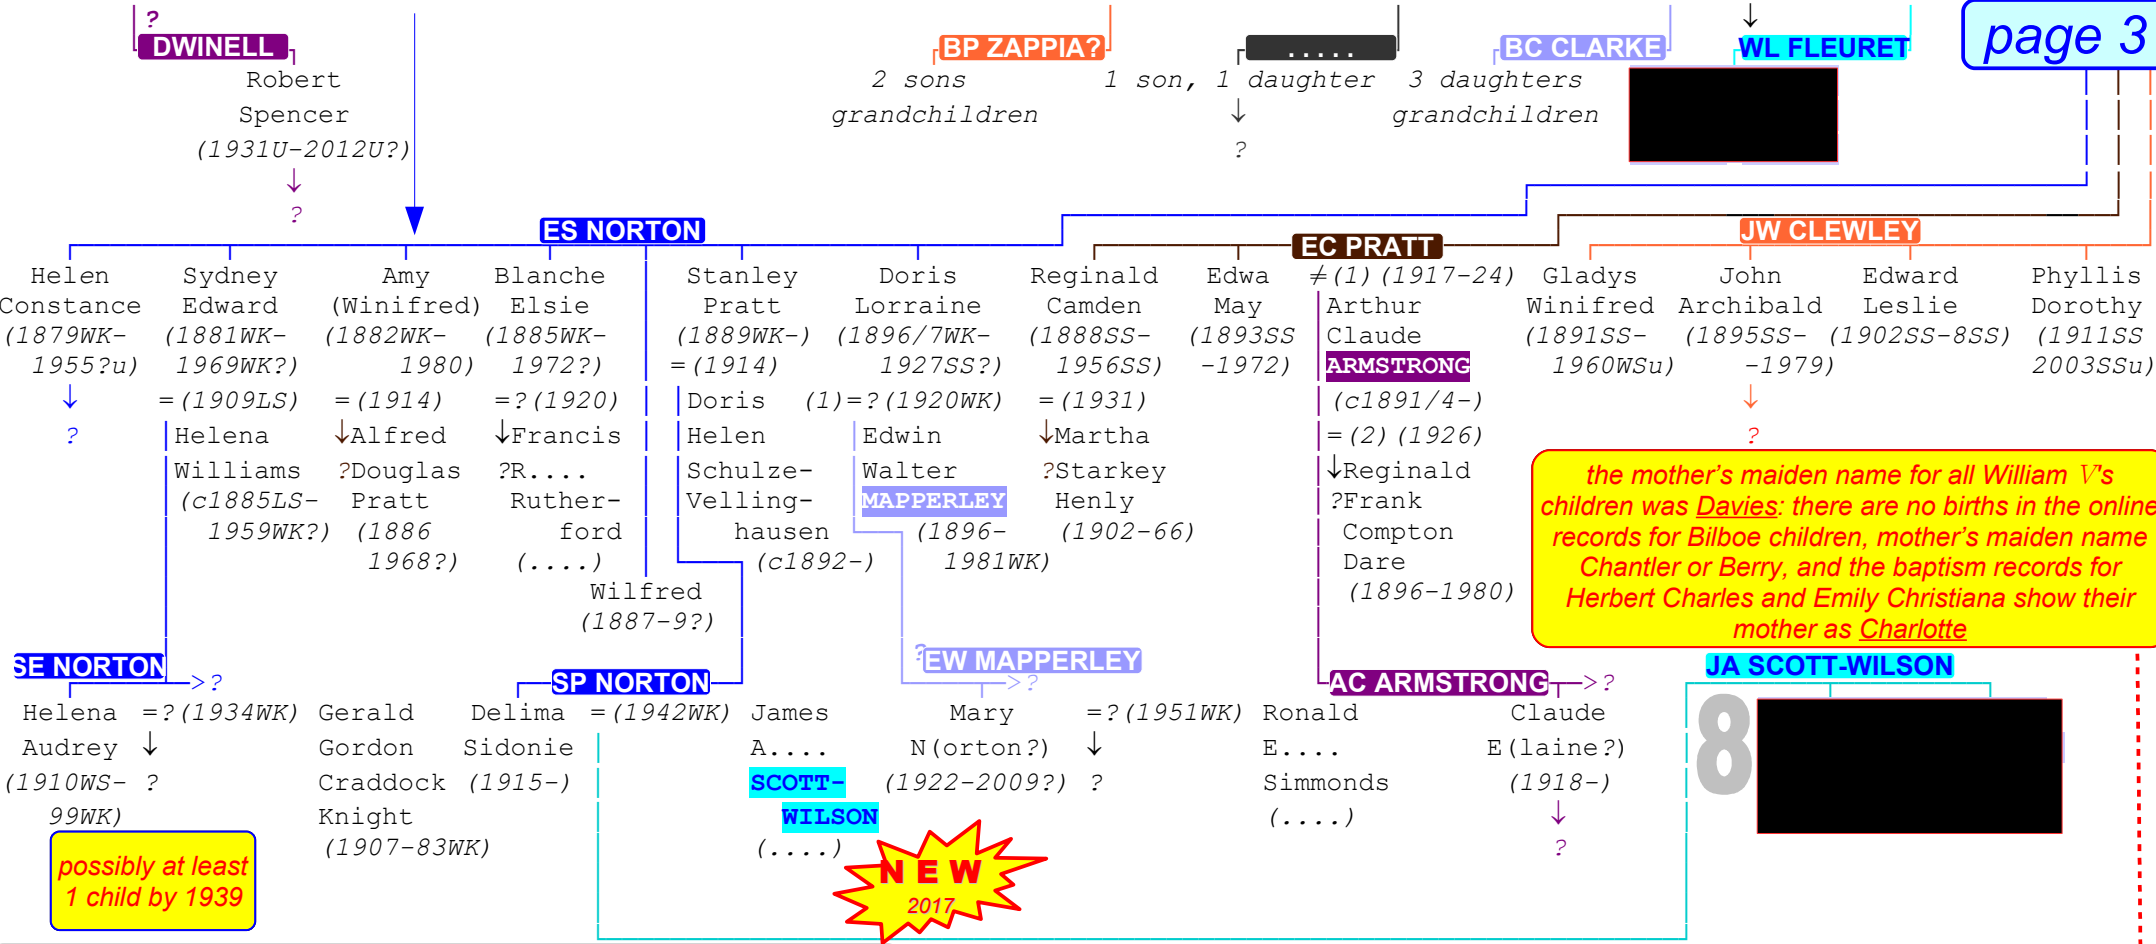 ?
↓
page 3
DWINELL
BP ZAPPIA?
. . . . .
BC CLARKE
WL FLEURET
Robert
Spencer
(1931U-2012U?)
↓
?
2 sons
grandchildren
1 son, 1 daughter
↓
?
3 daughters
grandchildren
ES NORTON
EC PRATT
JW CLEWLEY
Helen
Constance
(1879WK-
1955?u)
↓
?
Sydney
Edward
(1881WK-
1969WK?)
=(1909LS)
Helena
Williams
(c1885LS-
1959WK?)
Amy
(Winifred)
(1882WK-
1980)
=(1914)
↓Alfred
?Douglas
Pratt
(1886
1968?)
Blanche
Elsie
(1885WK-
1972?)
=?(1920)
↓Francis
?R....
Ruther-
ford
(....)
Wilfred
(1887-9?)
Stanley
Pratt
(1889WK-)
=(1914)
Doris
Helen
Schulze-
Velling-
hausen
(c1892-)
Doris
Lorraine
(1896/7WK-
1927SS?)
(1)=?(1920WK)
Edwin
Walter
MAPPERLEY
(1896-
1981WK)
Reginald
Camden
(1888SS-
1956SS)
=(1931)
↓Martha
?Starkey
Henly
(1902-66)
Edwa
May
(1893SS
-1972)
≠(1)(1917-24)
Arthur
Claude
ARMSTRONG
(c1891/4-)
=(2)(1926)
↓Reginald
?Frank
Compton
Dare
(1896-1980)
Gladys
Winifred
(1891SS-
1960WSu)
John
Archibald
(1895SS-
-1979)
↓
?
Edward
Leslie
(1902SS-8SS)
Phyllis
Dorothy
(1911SS
2003SSu)
the mother's maiden name for all William V's
children was Davies: there are no births in the online
records for Bilboe children, mother's maiden name
Chantler or Berry, and the baptism records for
Herbert Charles and Emily Christiana show their
mother as Charlotte
SE NORTON
>?
SP NORTON
?EW MAPPERLEY
>?
AC ARMSTRONG
>?
JA SCOTT-WILSON
Helena
Audrey
(1910WS-
99WK)
=?(1934WK)
↓
?
Gerald
Gordon
Craddock
Knight
(1907-83WK)
Delima
Sidonie
(1915-)
=(1942WK)
James
A....
SCOTT-
WILSON
(....)
Mary
N(orton?)
(1922-2009?)
=?(1951WK)
↓
?
Ronald
E....
Simmonds
(....)
Claude
E(laine?)
(1918-)
↓
?
8
possibly at least
1 child by 1939
NEW
2017